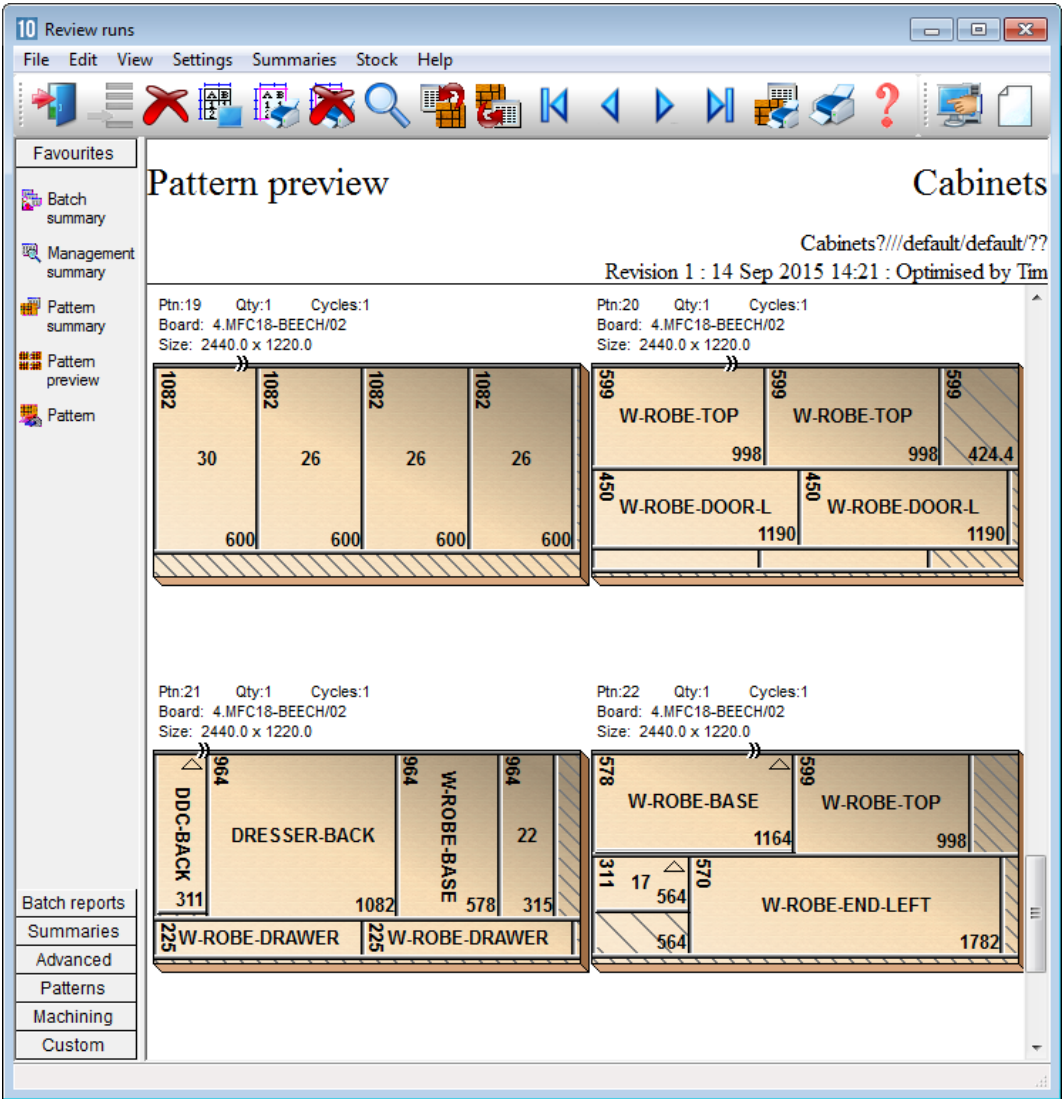 10 Review runs
File Edit View Settings Summaries Stock Help
Favourites
Batch
summary
Management
summary
Pattern
summary
Pattern
preview
Pattern
Batch reports
Summaries
Advanced
Patterns
Machining
Custom
Pattern preview Cabinets
Cabinets?///default/default/??
Revision 1 : 14 Sep 2015 14:21 : Optimised by Tim
Ptn:19 Qty:1 Cycles:1
Board: 4.MFC18-BEECH/02
Size: 2440.0 x 1220.0
1082 1082 1082 1082
30 26 26 26
600 600 600 600
Ptn:20 Qty:1 Cycles:1
Board: 4.MFC18-BEECH/02
Size: 2440.0 x 1220.0
599 599 599
W-ROBE-TOP W-ROBE-TOP
998 998 424.4
450 450
W-ROBE-DOOR-L W-ROBE-DOOR-L
1190 1190
Ptn:21 Qty:1 Cycles:1
Board: 4.MFC18-BEECH/02
Size: 2440.0 x 1220.0
964 964 964
DDC-BACK DRESSER-BACK W-ROBE-BASE 22
311 1082 578 315
225 W-ROBE-DRAWER 225 W-ROBE-DRAWER
Ptn:22 Qty:1 Cycles:1
Board: 4.MFC18-BEECH/02
Size: 2440.0 x 1220.0
578 599
W-ROBE-BASE W-ROBE-TOP
1164 998
311 17 564 570
W-ROBE-END-LEFT
564 1782